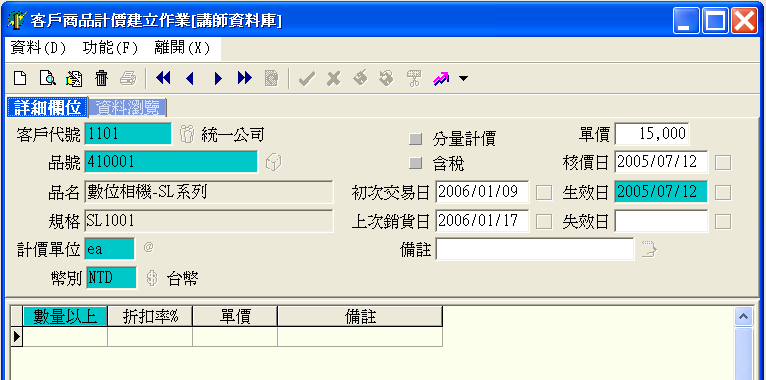 客戶商品計價建立作業[講師資料庫]
資料(D) 功能(F) 離開(X)
詳細欄位 資料瀏覽
客戶代號 1101 統一公司 分量計價 單價 15,000
品號 410001 含稅 核價日 2005/07/12
品名 數位相機-SL系列 初次交易日 2006/01/09 生效日 2005/07/12
規格 SL1001 上次銷貨日 2006/01/17 失效日
計價單位 ea 備註
幣別 NTD 台幣
數量以上 折扣率% 單價 備註